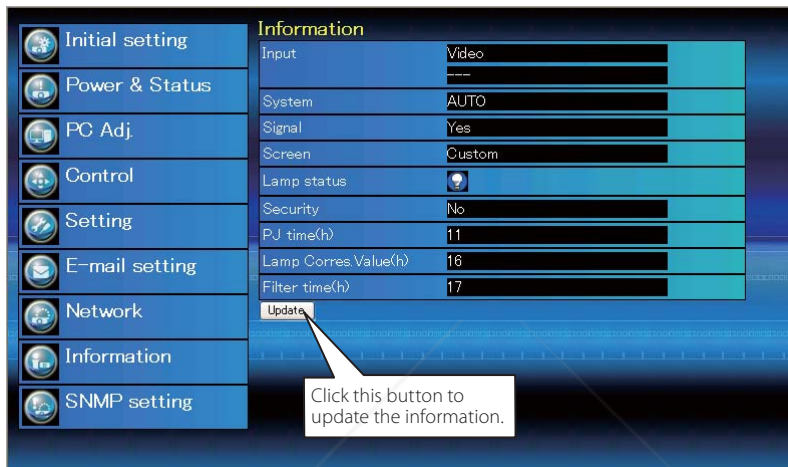 Initial setting
Power & Status
PC Adj.
Control
Setting
E-mail setting
Network
Information
SNMP setting
Information
Input Video
---
System AUTO
Signal Yes
Screen Custom
Lamp status
Security No
PJ time(h) 11
Lamp Corres.Value(h) 16
Filter time(h) 17
Update
Click this button to
update the information.